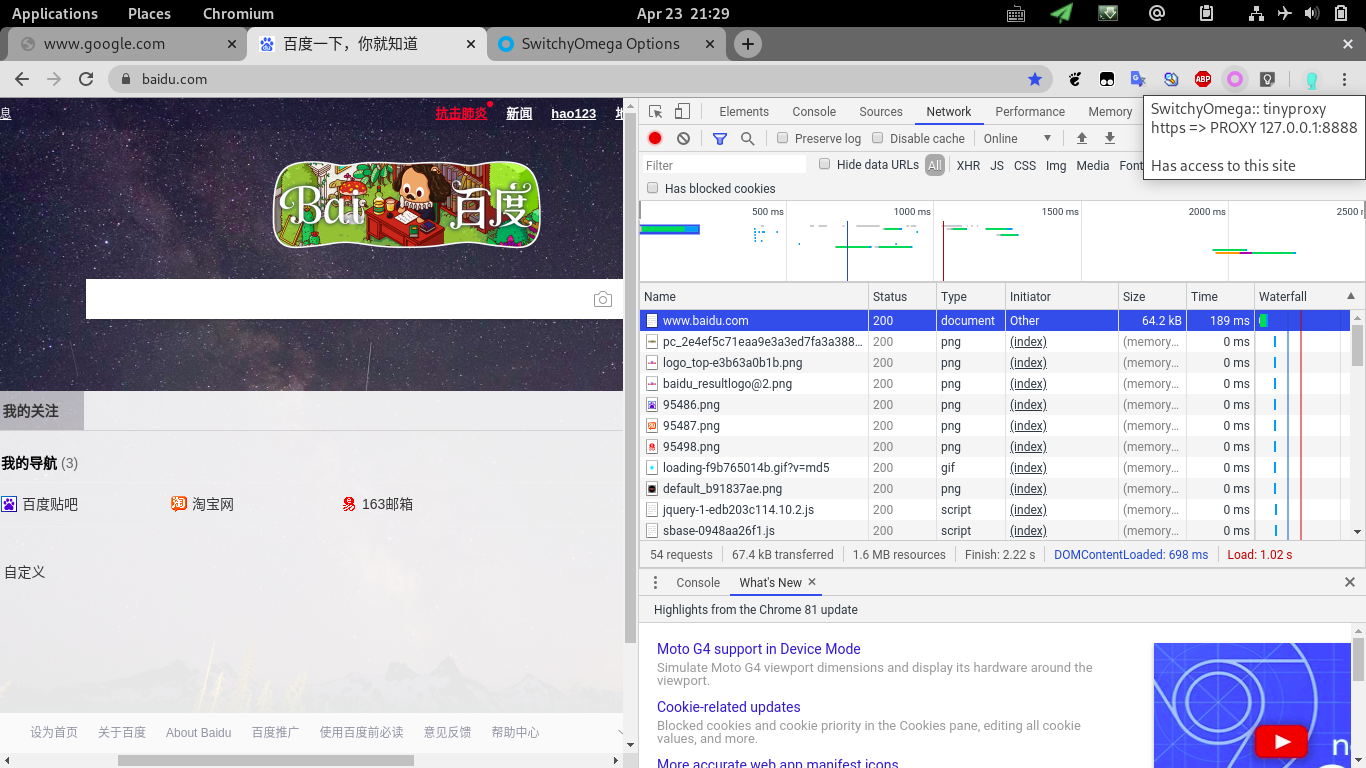 Applications Places Chromium Apr 23 21:29
www.google.com 百度一下，你就知道 SwitchyOmega Options
baidu.com ABP
息 抗击肺炎 新闻 hao123
Elements Console Sources Network Performance Memory
SwitchyOmega:: tinyproxy
https => PROXY 127.0.0.1:8888
Has access to this site
Preserve log Disable cache Online
Filter Hide data URLs All XHR JS CSS Img Media Font
Has blocked cookies
500 ms 1000 ms 1500 ms 2000 ms 2500
Bai 百度
Name Status Type Initiator Size Time Waterfall
www.baidu.com 200 document Other 64.2 kB 189 ms
pc_2e4ef5c71eaa9e3a3ed7fa3a388… 200 png (index) (memory… 0 ms
logo_top-e3b63a0b1b.png 200 png (index) (memory… 0 ms
baidu_resultlogo@2.png 200 png (index) (memory… 0 ms
95486.png 200 png (index) (memory… 0 ms
95487.png 200 png (index) (memory… 0 ms
95498.png 200 png (index) (memory… 0 ms
loading-f9b765014b.gif?v=md5 200 gif (index) (memory… 0 ms
default_b91837ae.png 200 png (index) (memory… 0 ms
jquery-1-edb203c114.10.2.js 200 script (index) (memory… 0 ms
sbase-0948aa26f1.js 200 script (index) (memory… 0 ms
54 requests 67.4 kB transferred 1.6 MB resources Finish: 2.22 s DOMContentLoaded: 698 ms Load: 1.02 s
我的关注
我的导航 (3)
百度贴吧 淘宝网 163邮箱
自定义
设为首页 关于百度 About Baidu 百度推广 使用百度前必读 意见反馈 帮助中心
Console What's New
Highlights from the Chrome 81 update
Moto G4 support in Device Mode
Simulate Moto G4 viewport dimensions and display its hardware around the
viewport.
Cookie-related updates
Blocked cookies and cookie priority in the Cookies pane, editing all cookie
values, and more.
More accurate web app manifest icons